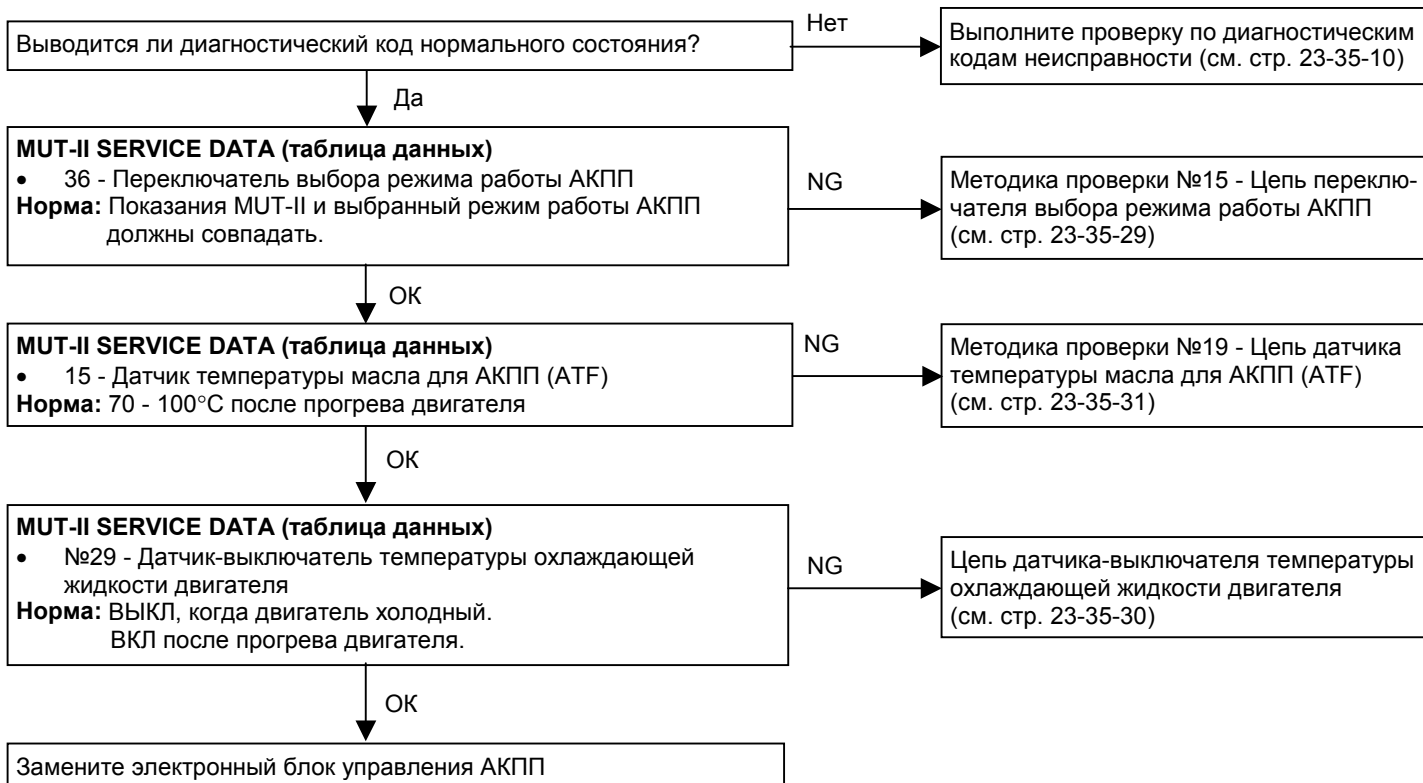 Выводится ли диагностический код нормального состояния?
Нет
Выполните проверку по диагностическим
кодам неисправности (см. стр. 23-35-10)
Да
MUT-II SERVICE DATA (таблица данных)
• 36 - Переключатель выбора режима работы АКПП
Норма: Показания MUT-II и выбранный режим работы АКПП
должны совпадать.
NG
Методика проверки №15 - Цепь переклю-
чателя выбора режима работы АКПП
(см. стр. 23-35-29)
ОК
MUT-II SERVICE DATA (таблица данных)
• 15 - Датчик температуры масла для АКПП (ATF)
Норма: 70 - 100°С после прогрева двигателя
NG
Методика проверки №19 - Цепь датчика
температуры масла для АКПП (ATF)
(см. стр. 23-35-31)
ОК
MUT-II SERVICE DATA (таблица данных)
• №29 - Датчик-выключатель температуры охлаждающей
жидкости двигателя
Норма: ВЫКЛ, когда двигатель холодный.
ВКЛ после прогрева двигателя.
NG
Цепь датчика-выключателя температуры
охлаждающей жидкости двигателя
(см. стр. 23-35-30)
ОК
Замените электронный блок управления АКПП